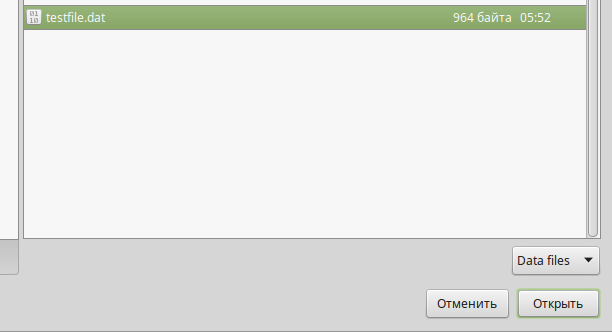 testfile.dat 964 байта 05:52
Data files
Отменить Открыть